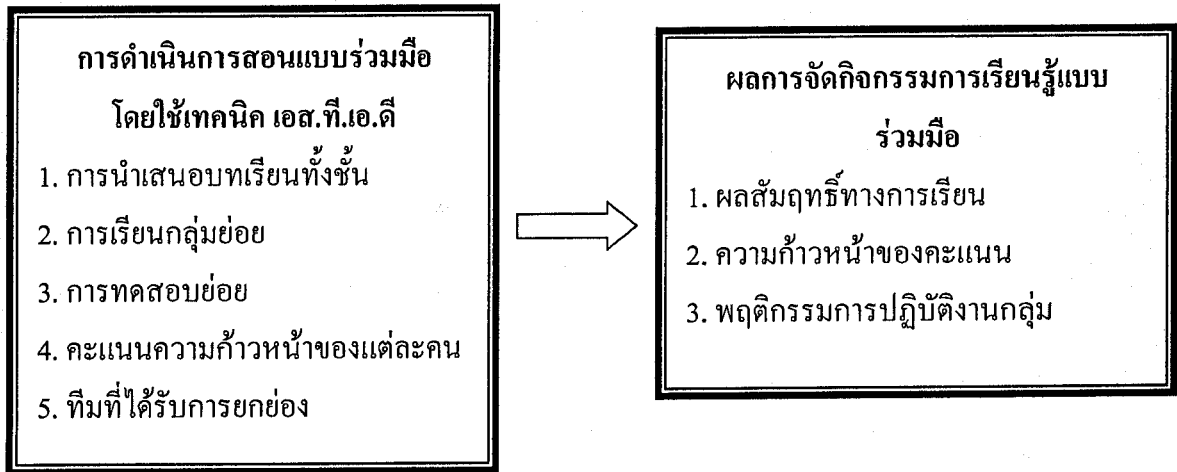 การดำเนินการสอนแบบร่วมมือ
โดยใช้เทคนิค เอส.ที.เอ.ดี
1. การนำเสนอบทเรียนทั้งชั้น
2. การเรียนกลุ่มย่อย
3. การทดสอบย่อย
4. คะแนนความก้าวหน้าของแต่ละคน
5. ทีมที่ได้รับการยกย่อง
ผลการจัดกิจกรรมการเรียนรู้แบบ
ร่วมมือ
1. ผลสัมฤทธิ์ทางการเรียน
2. ความก้าวหน้าของคะแนน
3. พฤติกรรมการปฏิบัติงานกลุ่ม